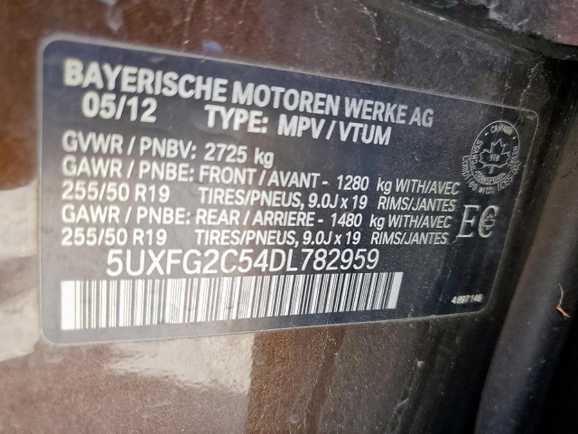 BAYERISCHE MOTOREN WERKE AG
05/12 TYPE: MPV / VTUM
GVWR / PNBV: 2725 kg
GAWR / PNBE: FRONT / AVANT - 1280 kg WITH/AVEC
255/50 R19 TIRES/PNEUS, 9.0J x 19 RIMS/JANTES
GAWR / PNBE: REAR / ARRIERE - 1480 kg WITH/AVEC
255/50 R19 TIRES/PNEUS, 9.0J x 19 RIMS/JANTES
EC
5UXFG2C54DL782959